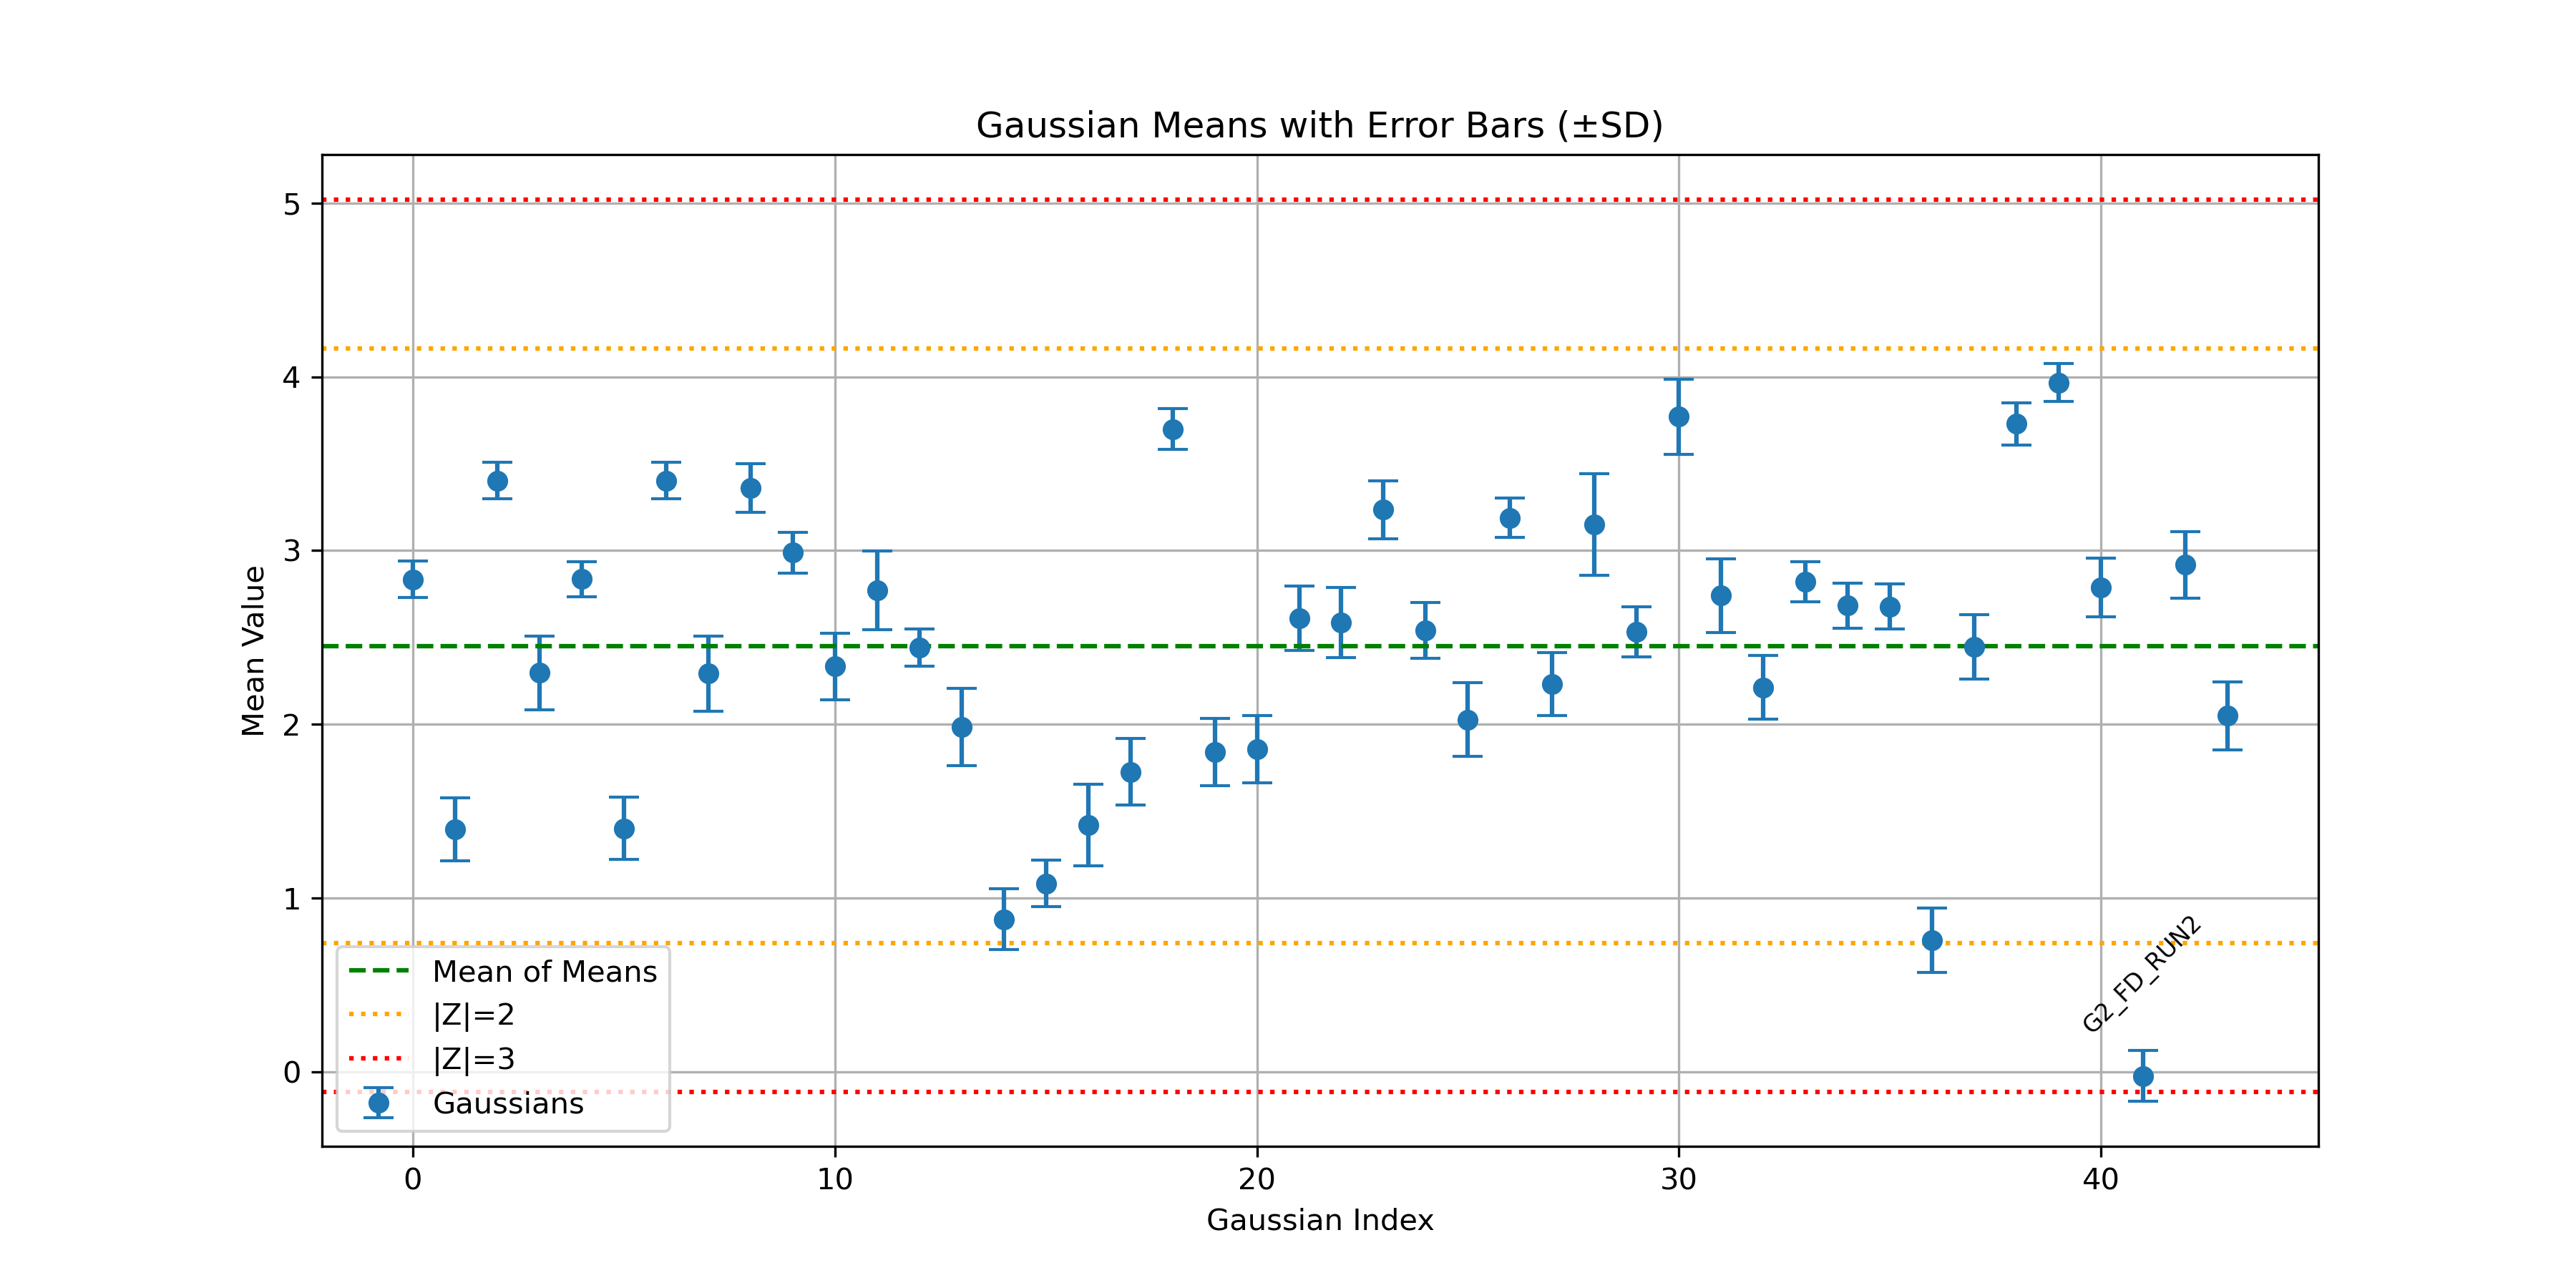 Gaussian Means with Error Bars (±SD)
Mean Value
5
4
3
2
1
0
G2_FD_RUN2
Mean of Means
|Z|=2
|Z|=3
Gaussians
0 10 20 30 40
Gaussian Index